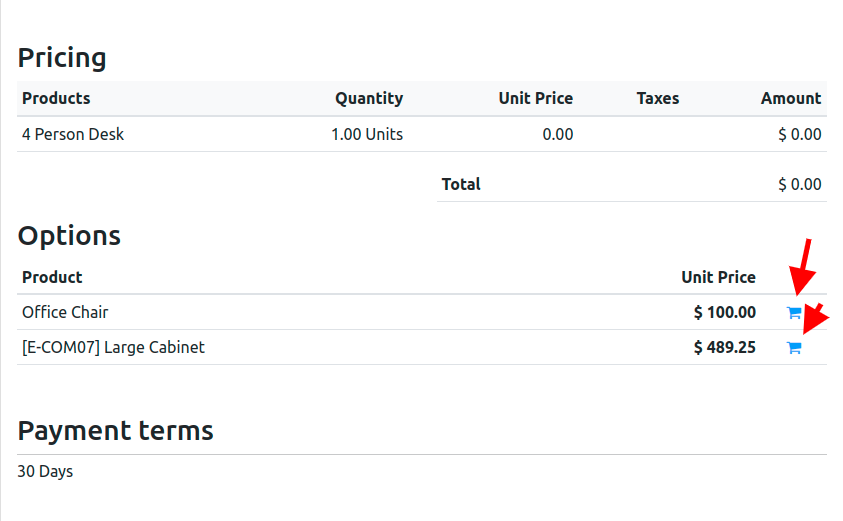 Pricing
Products Quantity Unit Price Taxes Amount
4 Person Desk 1.00 Units 0.00 $ 0.00
Total $ 0.00
Options
Product Unit Price
Office Chair $ 100.00
[E-COM07] Large Cabinet $ 489.25
Payment terms
30 Days